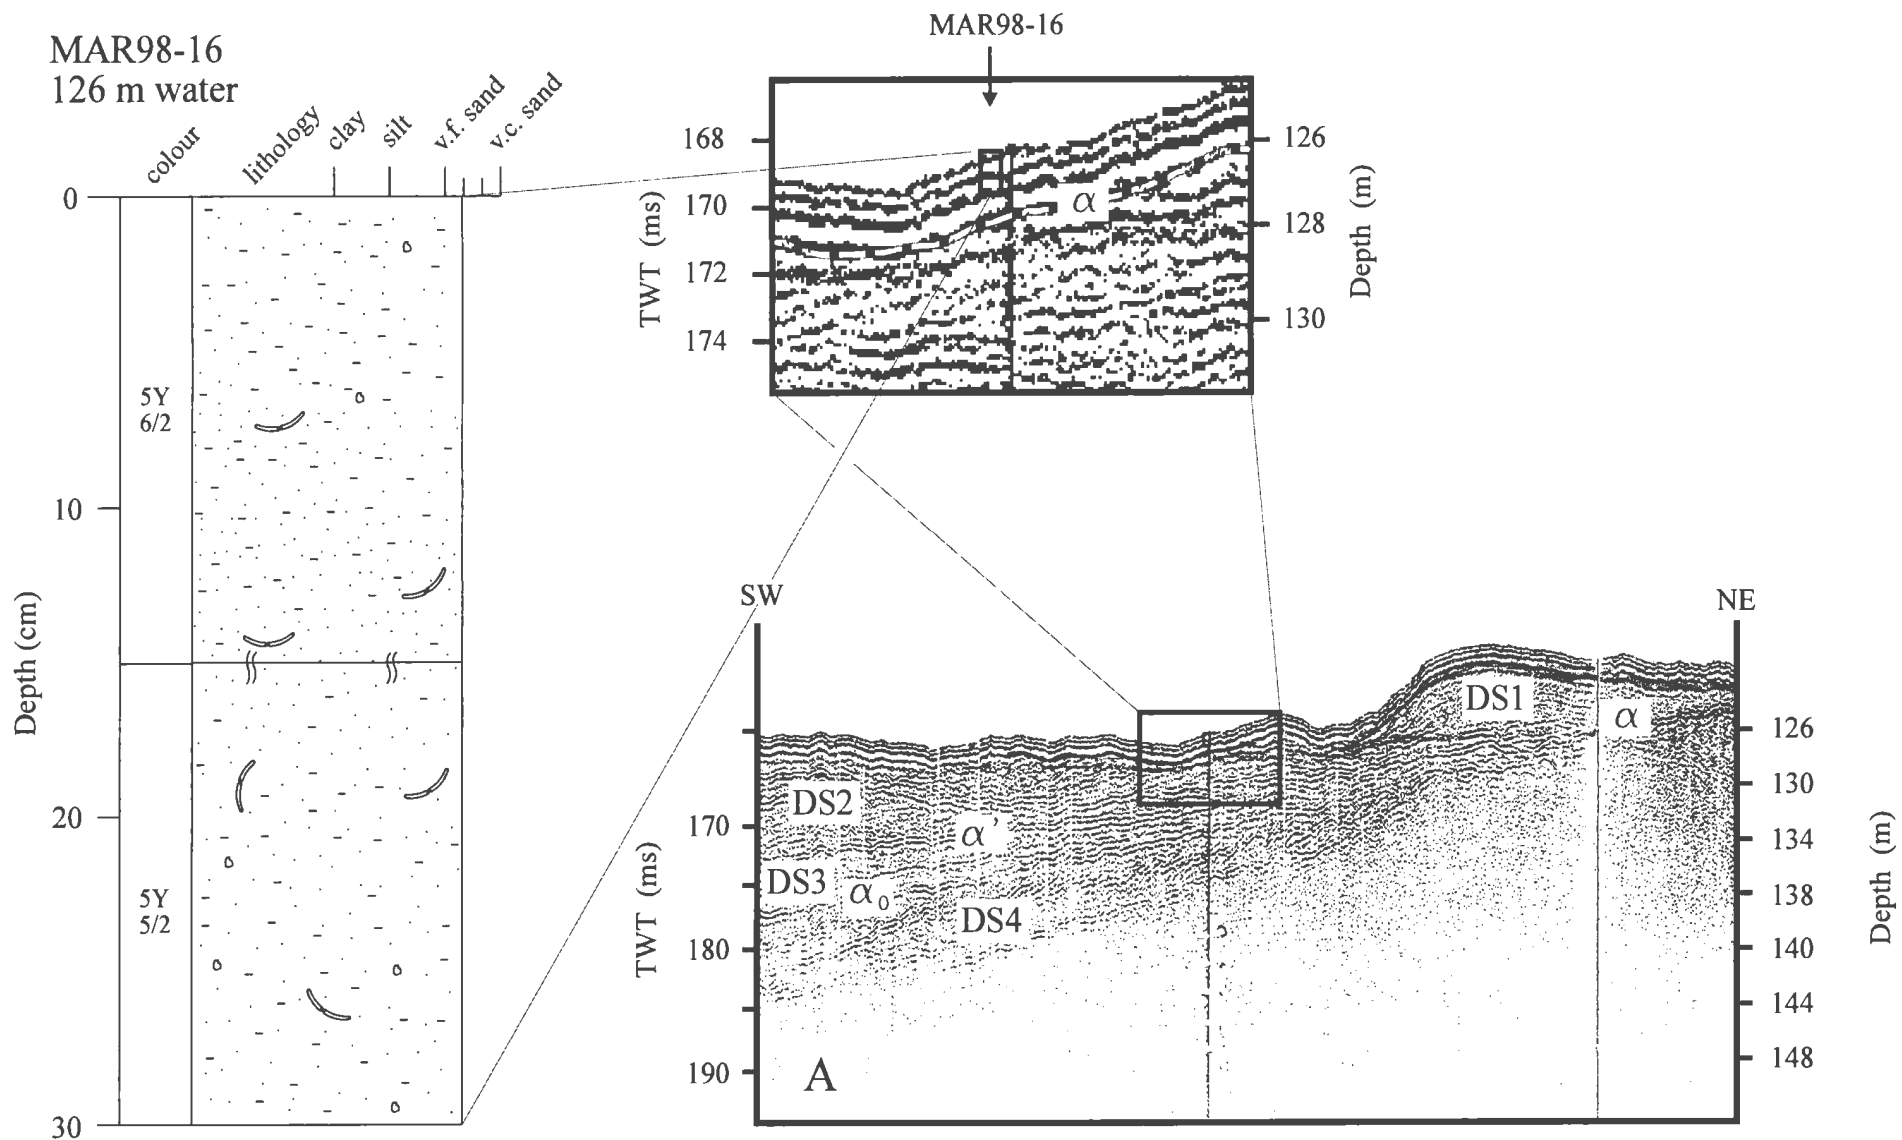 MAR98-16
126 m water
colour
lithology
clay
silt
v.f. sand
v.c. sand
0
10
20
30
Depth (cm)
5Y
6/2
5Y
5/2
MAR98-16
168
170
172
174
TWT (ms)
126
128
130
Depth (m)
α
SW
NE
DS1
α
DS2
α’
DS3
α0
DS4
170
180
190
TWT (ms)
126
130
134
138
140
144
148
Depth (m)
A